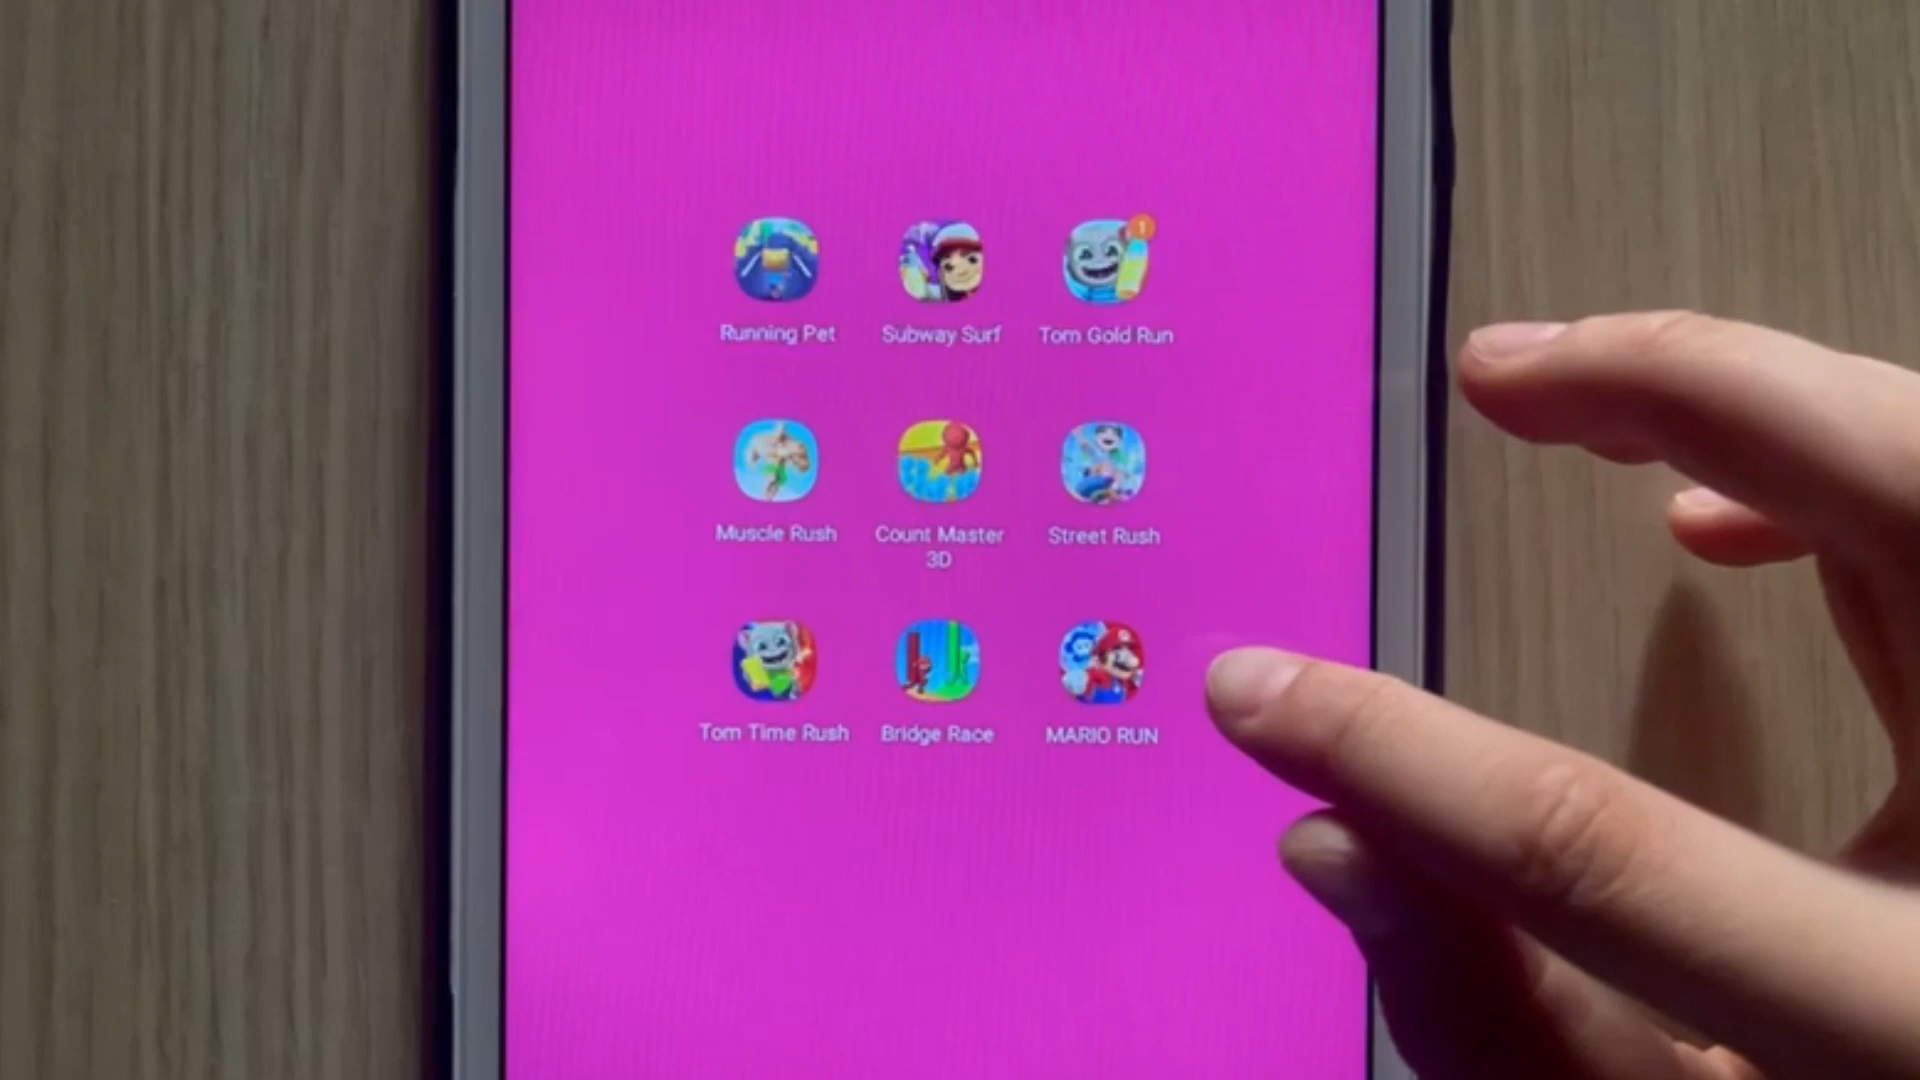 1
Running Pet
Subway Surf
Tom Gold Run
Muscle Rush
Count Master
3D
Street Rush
Tom Time Rush
Bridge Race
MARIO RUN